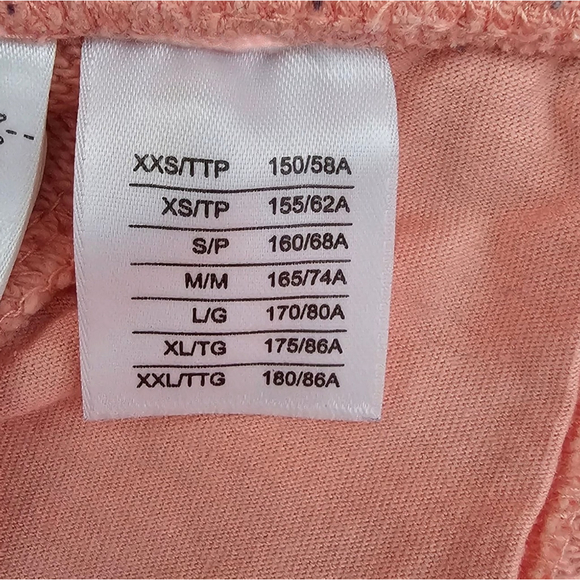 XXS/TTP 150/58A
XS/TP 155/62A
S/P 160/68A
M/M 165/74A
L/G 170/80A
XL/TG 175/86A
XXL/TTG 180/86A